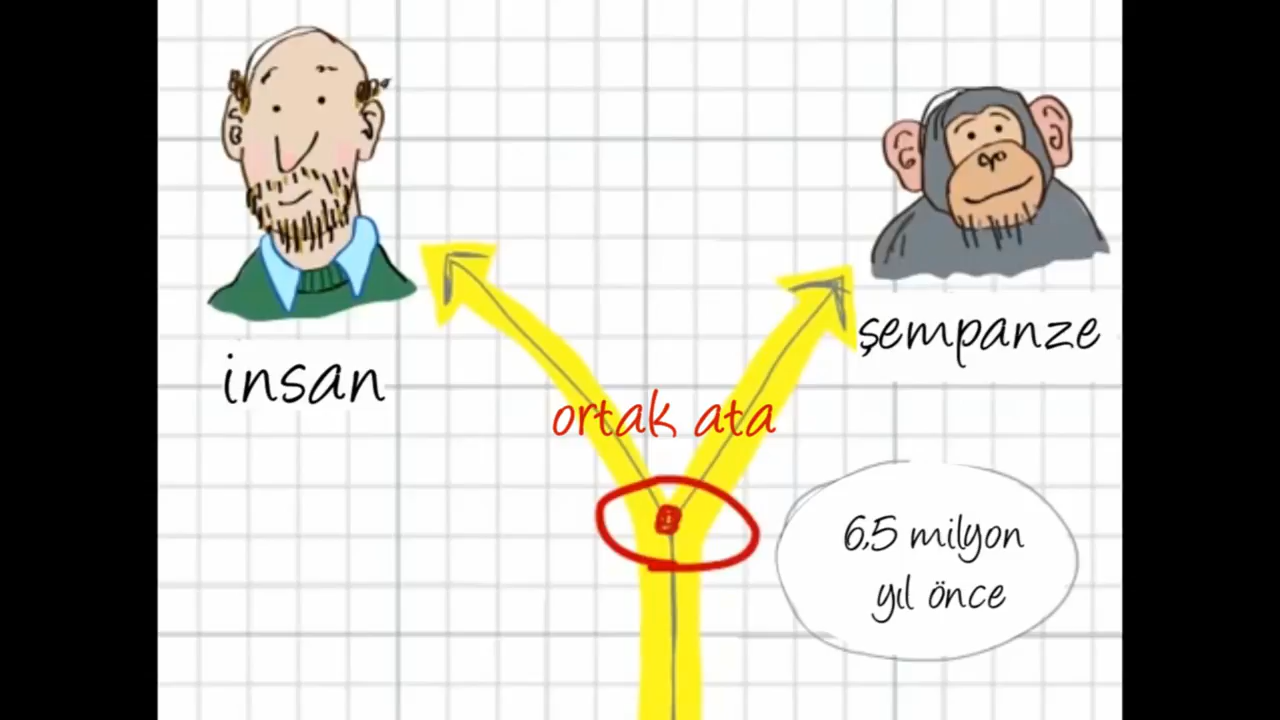 insan
şempanze
ortak ata
6,5 milyon
yıl önce